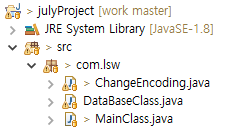 julyProject [work master]
JRE System Library [JavaSE-1.8]
> src
> com.lsw
> ChangeEncoding.java
DataBaseClass.java
> MainClass.java